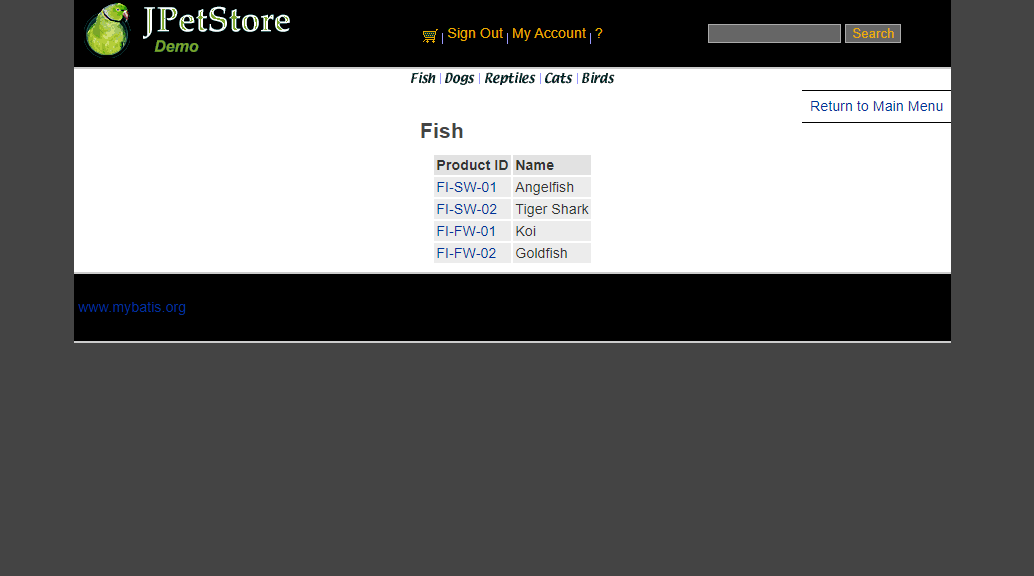 JPetStore
Demo
Sign Out | My Account | ?
Search
Fish | Dogs | Reptiles | Cats | Birds
Return to Main Menu
Fish
Product ID Name
FI-SW-01 Angelfish
FI-SW-02 Tiger Shark
FI-FW-01 Koi
FI-FW-02 Goldfish
www.mybatis.org